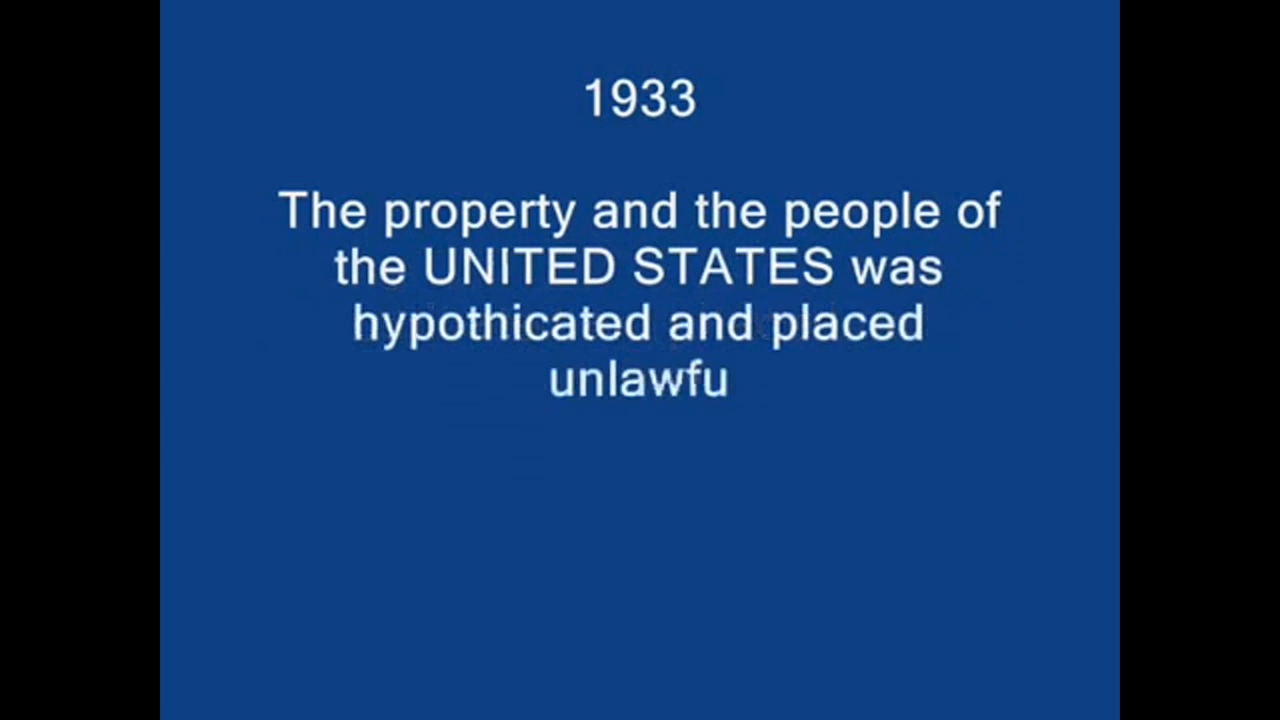 1933
The property and the people of
the UNITED STATES was
hypothicated and placed
unlawfu